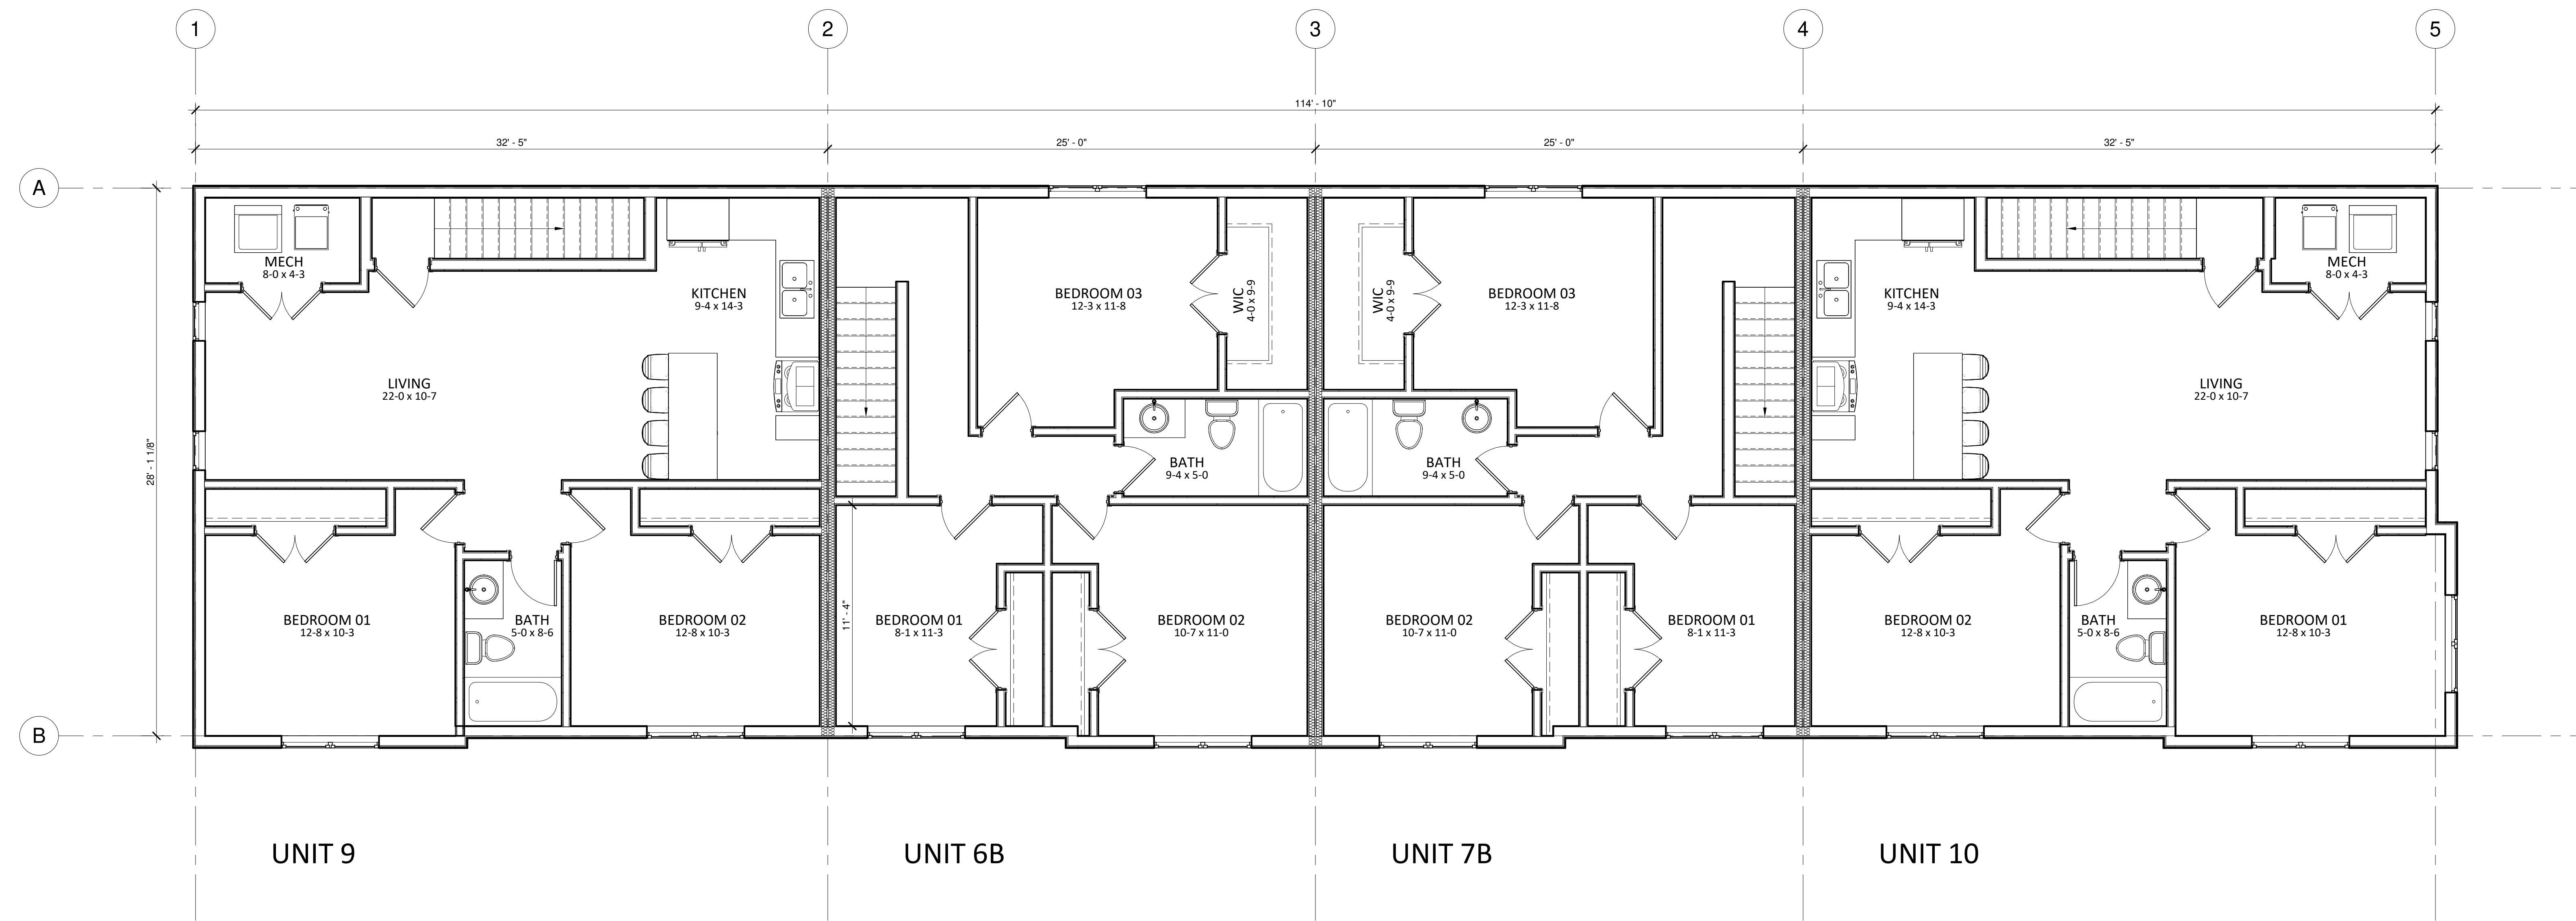 1
2
3
4
5
114' - 10"
32' - 5"
25' - 0"
25' - 0"
32' - 5"
A
B
28' - 1 1/8"
MECH
8-0 x 4-3
KITCHEN
9-4 x 14-3
LIVING
22-0 x 10-7
BEDROOM 01
12-8 x 10-3
BATH
5-0 x 8-6
BEDROOM 02
12-8 x 10-3
BEDROOM 03
12-3 x 11-8
WIC
4-0 x 9-9
BATH
9-4 x 5-0
11' - 4"
BEDROOM 01
8-1 x 11-3
BEDROOM 02
10-7 x 11-0
WIC
4-0 x 9-9
BEDROOM 03
12-3 x 11-8
BATH
9-4 x 5-0
BEDROOM 02
10-7 x 11-0
BEDROOM 01
8-1 x 11-3
KITCHEN
9-4 x 14-3
MECH
8-0 x 4-3
LIVING
22-0 x 10-7
BEDROOM 02
12-8 x 10-3
BATH
5-0 x 8-6
BEDROOM 01
12-8 x 10-3
UNIT 9
UNIT 6B
UNIT 7B
UNIT 10